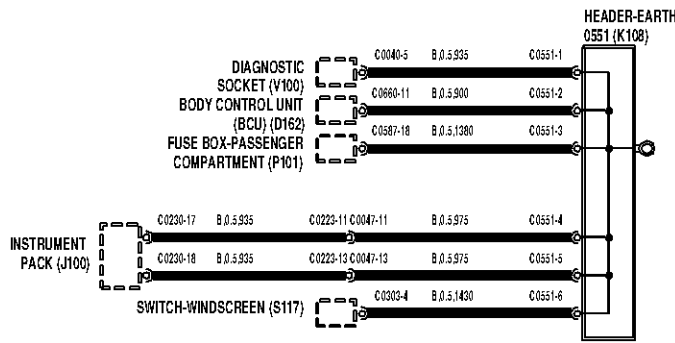 HEADER-EARTH
0551 (K108)
C0040-5 B,0.5,935 C0551-1
DIAGNOSTIC
SOCKET (V100)
C0660-11 B,0.5,900 C0551-2
BODY CONTROL UNIT
(BCU) (D162)
C0587-18 B,0.5,1380 C0551-3
FUSE BOX-PASSENGER
COMPARTMENT (P101)
C0230-17 B,0.5,935 C0223-11 C0047-11 B,0.5,975 C0551-4
INSTRUMENT
PACK (J100)
C0230-18 B,0.5,935 C0223-13 C0047-13 B,0.5,975 C0551-5
SWITCH-WINDSCREEN (S117)
C0303-4 B,0.5,1430 C0551-6